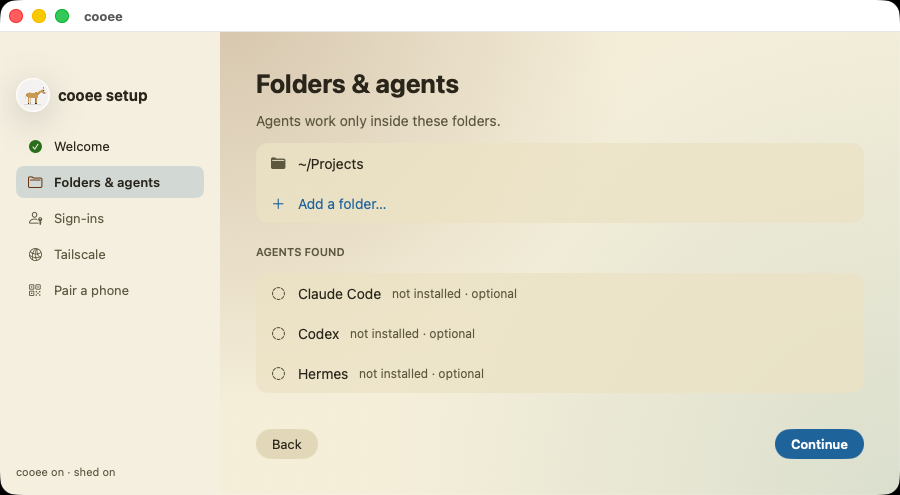 cooee
cooee setup
Welcome
Folders & agents
Sign-ins
Tailscale
Pair a phone
cooee on · shed on
Folders & agents
Agents work only inside these folders.
~/Projects
Add a folder...
AGENTS FOUND
Claude Code not installed · optional
Codex not installed · optional
Hermes not installed · optional
Back
Continue